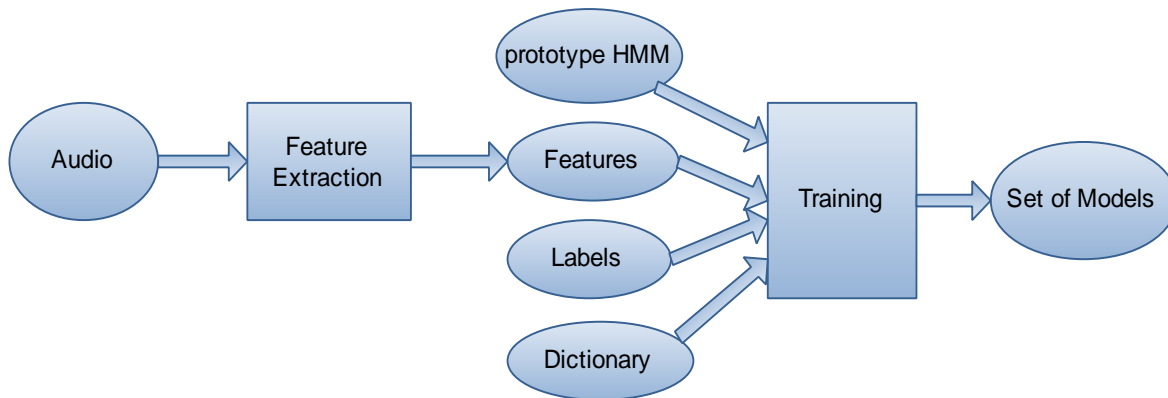 prototype HMM
Audio
Feature
Extraction
Features
Training
Set of Models
Labels
Dictionary